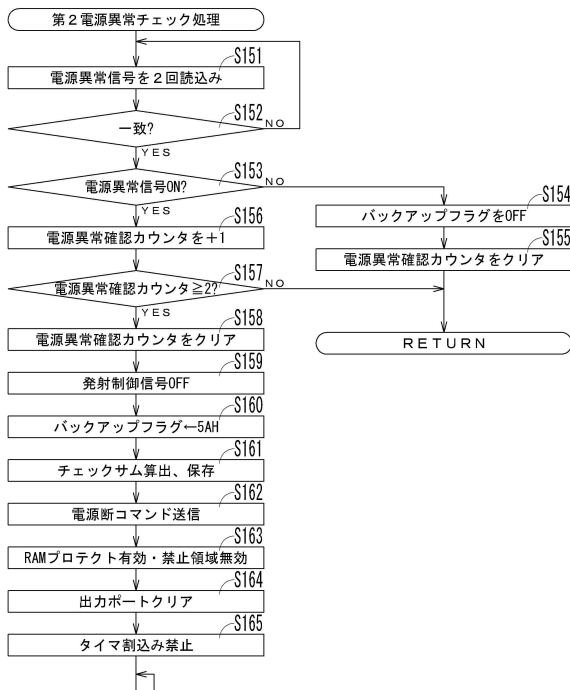 第２電源異常チェック処理
S151
電源異常信号を２回読込み
S152
一致?
NO
YES
S153
電源異常信号ON?
NO
YES
S154
バックアップフラグをOFF
S155
電源異常確認カウンタをクリア
S156
電源異常確認カウンタを+1
S157
電源異常確認カウンタ≧2?
NO
YES
RETURN
S158
電源異常確認カウンタをクリア
S159
発射制御信号OFF
S160
バックアップフラグ←5AH
S161
チェックサム算出、保存
S162
電源断コマンド送信
S163
RAMプロテクト有効・禁止領域無効
S164
出力ポートクリア
S165
タイマ割込み禁止